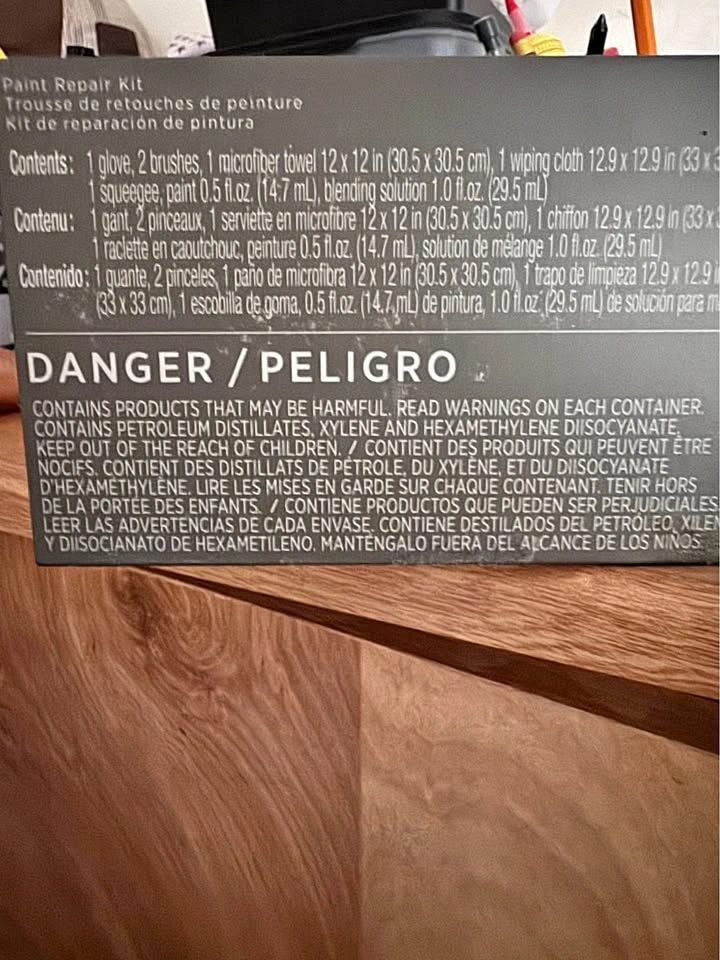 Paint Repair Kit
Trousse de retouches de peinture
Kit de reparación de pintura
Contents: 1 glove, 2 brushes, 1 microfiber towel 12 x 12 in (30.5 x 30.5 cm), 1 wiping cloth 12.9 x 12.9 in (33 x
1 squeegee, paint 0.5 fl.oz. (14.7 mL), blending solution 1.0 fl.oz. (29.5 mL)
Contenu: 1 gant, 2 pinceaux, 1 serviette en microfibre 12 x 12 in (30.5 x 30.5 cm), 1 chiffon 12.9 x 12.9 in (33 x
1 raclette en caoutchouc, peinture 0.5 fl.oz. (14.7 mL), solution de mélange 1.0 fl.oz. (29.5 mL)
Contenido: 1 guante, 2 pinceles, 1 paño de microfibra 12 x 12 in (30.5 x 30.5 cm), 1 trapo de limpieza 12.9 x 12.9
(33 x 33 cm), 1 escobilla de goma, 0.5 fl.oz. (14.7 mL) de pintura, 1.0 fl.oz. (29.5 mL) de solución para
DANGER / PELIGRO
CONTAINS PRODUCTS THAT MAY BE HARMFUL. READ WARNINGS ON EACH CONTAINER.
CONTAINS PETROLEUM DISTILLATES, XYLENE AND HEXAMETHYLENE DIISOCYANATE.
KEEP OUT OF THE REACH OF CHILDREN. / CONTIENT DES PRODUITS QUI PEUVENT ÊTRE
NOCIFS. CONTIENT DES DISTILLATS DE PÉTROLE, DU XYLÈNE, ET DU DIISOCYANATE
D'HEXAMÉTHYLÈNE. LIRE LES MISES EN GARDE SUR CHAQUE CONTENANT. TENIR HORS
DE LA PORTÉE DES ENFANTS. / CONTIENE PRODUCTOS QUE PUEDEN SER PERJUDICIALES.
LEER LAS ADVERTENCIAS DE CADA ENVASE. CONTIENE DESTILADOS DEL PETRÓLEO, XILEN
Y DIISOCIANATO DE HEXAMETILENO. MANTÉNGALO FUERA DEL ALCANCE DE LOS NIÑOS.